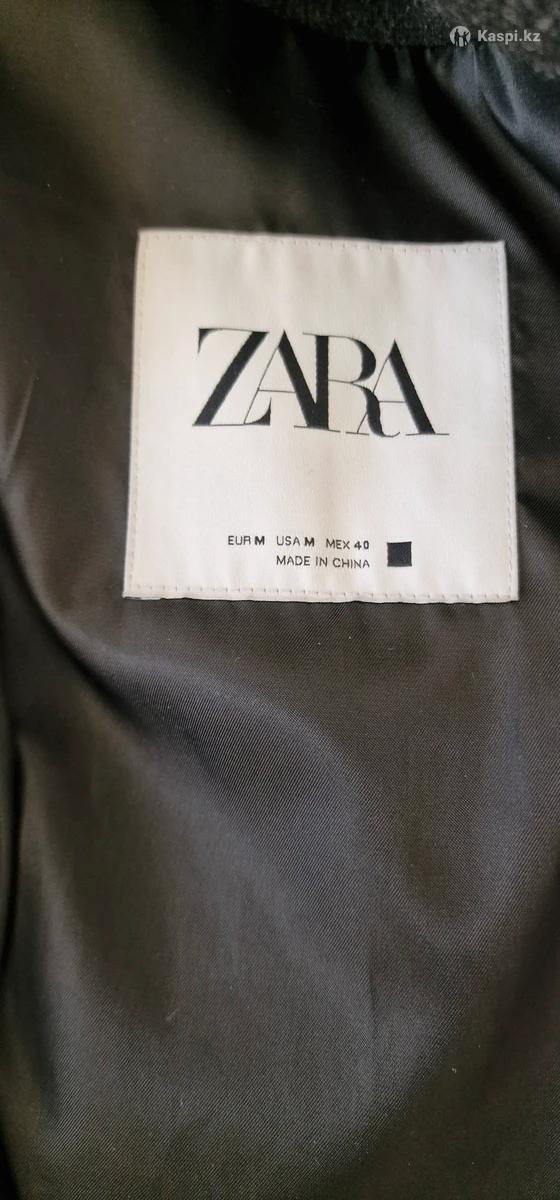 Kaspi.kz
ZARA
EUR M USA M MEX 40
MADE IN CHINA